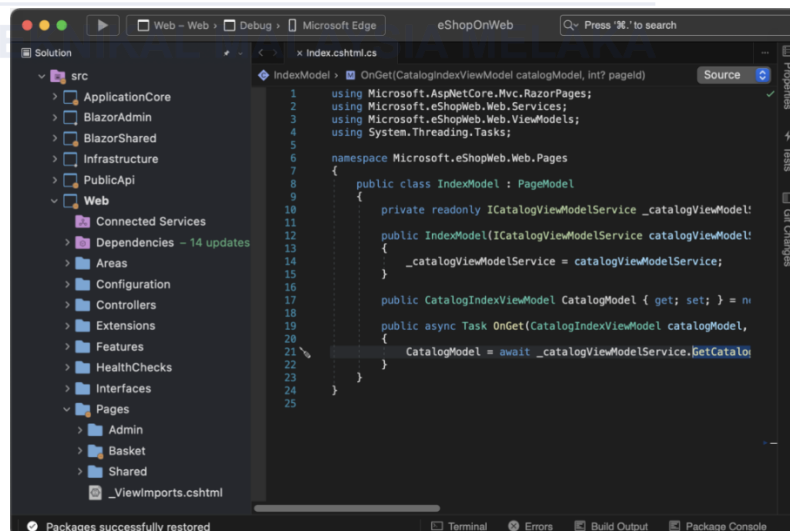 Web – Web › Debug › Microsoft Edge
eShopOnWeb
Press '⌘.' to search
Solution
Index.cshtml.cs
IndexModel › OnGet(CatalogIndexViewModel catalogModel, int? pageId)
Source
src
ApplicationCore
BlazorAdmin
BlazorShared
Infrastructure
PublicApi
Web
Connected Services
Dependencies – 14 updates
Areas
Configuration
Controllers
Extensions
Features
HealthChecks
Interfaces
Pages
Admin
Basket
Shared
_ViewImports.cshtml
1 using Microsoft.AspNetCore.Mvc.RazorPages;
2 using Microsoft.eShopWeb.Web.Services;
3 using Microsoft.eShopWeb.Web.ViewModels;
4 using System.Threading.Tasks;
5
6 namespace Microsoft.eShopWeb.Web.Pages
7 {
8 public class IndexModel : PageModel
9 {
10 private readonly ICatalogViewModelService _catalogViewModelS
11
12 public IndexModel(ICatalogViewModelService catalogViewModelS
13 {
14 _catalogViewModelService = catalogViewModelService;
15 }
16
17 public CatalogIndexViewModel CatalogModel { get; set; } = ne
18
19 public async Task OnGet(CatalogIndexViewModel catalogModel,
20 {
21 CatalogModel = await _catalogViewModelService.GetCatalog
22 }
23 }
24 }
25
Properties
Tests
Git Changes
Packages successfully restored
Terminal
Errors
Build Output
Package Console